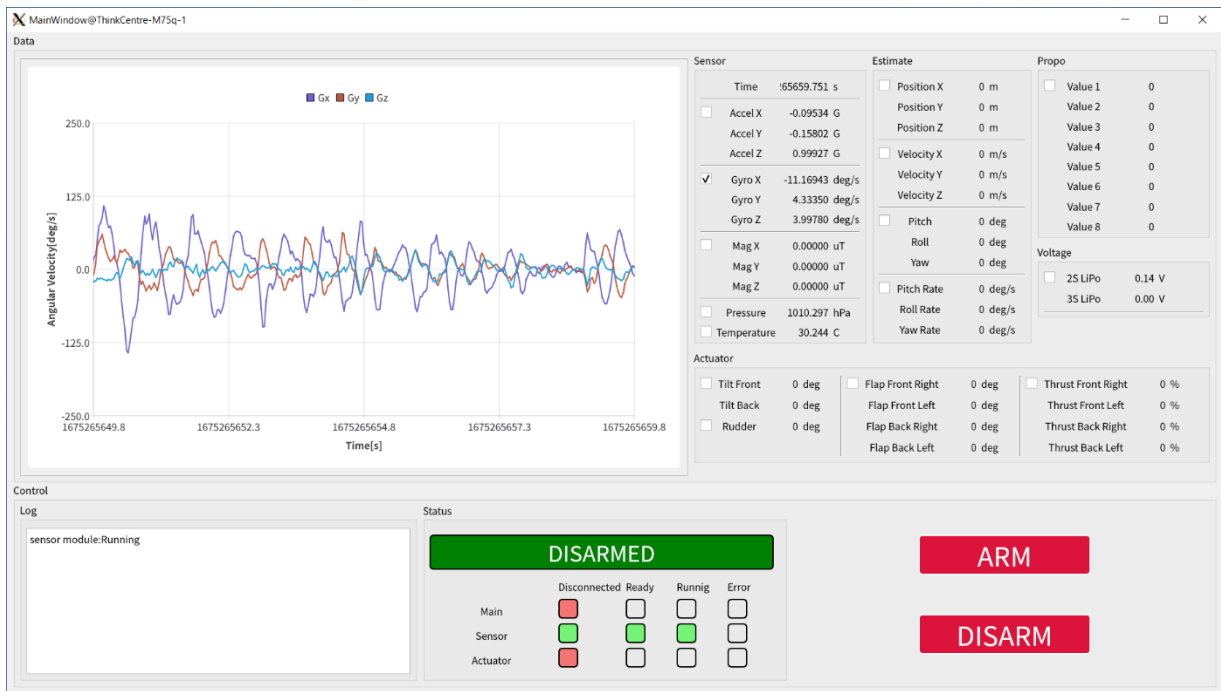 MainWindow@ThinkCentre-M75q-1
Data
Gx Gy Gz
250.0
125.0
0.0
-125.0
-250.0
Angular Velocity[deg/s]
1675265649.8 1675265652.3 1675265654.8 1675265657.3 1675265659.8
Time[s]
Sensor
Time :65659.751 s
Accel X -0.09534 G
Accel Y -0.15802 G
Accel Z 0.99927 G
Gyro X -11.16943 deg/s
Gyro Y 4.33350 deg/s
Gyro Z 3.99780 deg/s
Mag X 0.00000 uT
Mag Y 0.00000 uT
Mag Z 0.00000 uT
Pressure 1010.297 hPa
Temperature 30.244 C
Estimate
Position X 0 m
Position Y 0 m
Position Z 0 m
Velocity X 0 m/s
Velocity Y 0 m/s
Velocity Z 0 m/s
Pitch 0 deg
Roll 0 deg
Yaw 0 deg
Pitch Rate 0 deg/s
Roll Rate 0 deg/s
Yaw Rate 0 deg/s
Propo
Value 1 0
Value 2 0
Value 3 0
Value 4 0
Value 5 0
Value 6 0
Value 7 0
Value 8 0
Voltage
2S LiPo 0.14 V
3S LiPo 0.00 V
Actuator
Tilt Front 0 deg
Tilt Back 0 deg
Rudder 0 deg
Flap Front Right 0 deg
Flap Front Left 0 deg
Flap Back Right 0 deg
Flap Back Left 0 deg
Thrust Front Right 0 %
Thrust Front Left 0 %
Thrust Back Right 0 %
Thrust Back Left 0 %
Control
Log
sensor module:Running
Status
DISARMED
Disconnected Ready Runnig Error
Main
Sensor
Actuator
ARM
DISARM